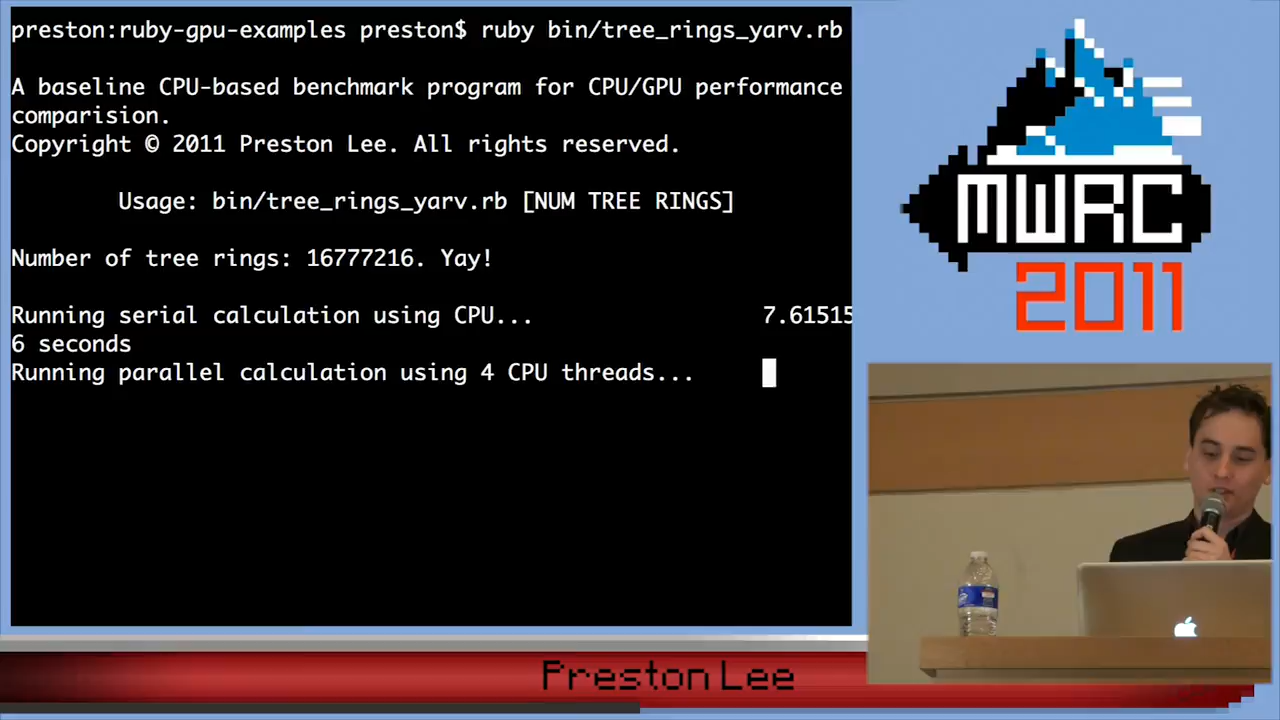 preston:ruby-gpu-examples preston$ ruby bin/tree_rings_yarv.rb
A baseline CPU-based benchmark program for CPU/GPU performance
comparision.
Copyright © 2011 Preston Lee. All rights reserved.
Usage: bin/tree_rings_yarv.rb [NUM TREE RINGS]
Number of tree rings: 16777216. Yay!
Running serial calculation using CPU... 7.61515
6 seconds
Running parallel calculation using 4 CPU threads...
MWRC
2011
Preston Lee